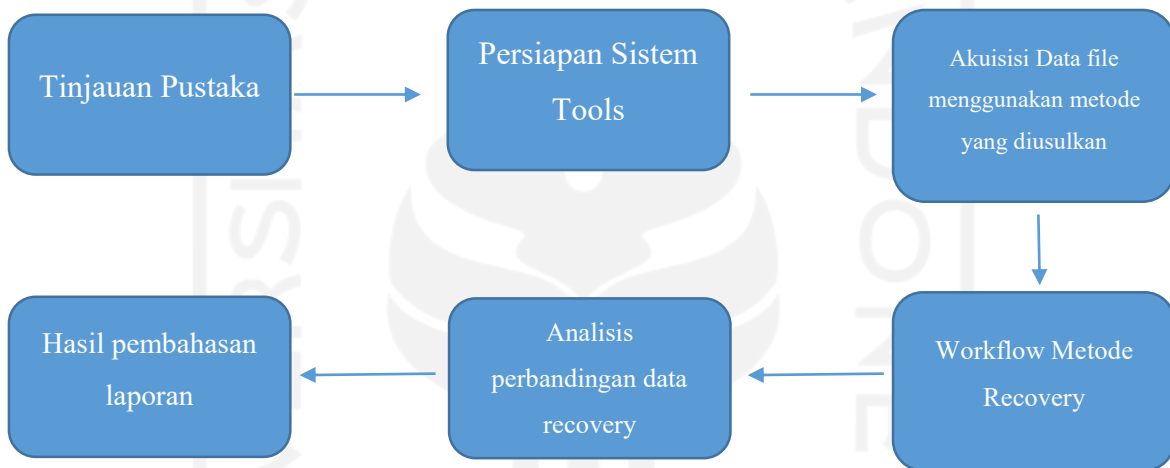 Tinjauan Pustaka
Persiapan Sistem
Tools
Akuisisi Data file
menggunakan metode
yang diusulkan
Workflow Metode
Recovery
Analisis
perbandingan data
recovery
Hasil pembahasan
laporan